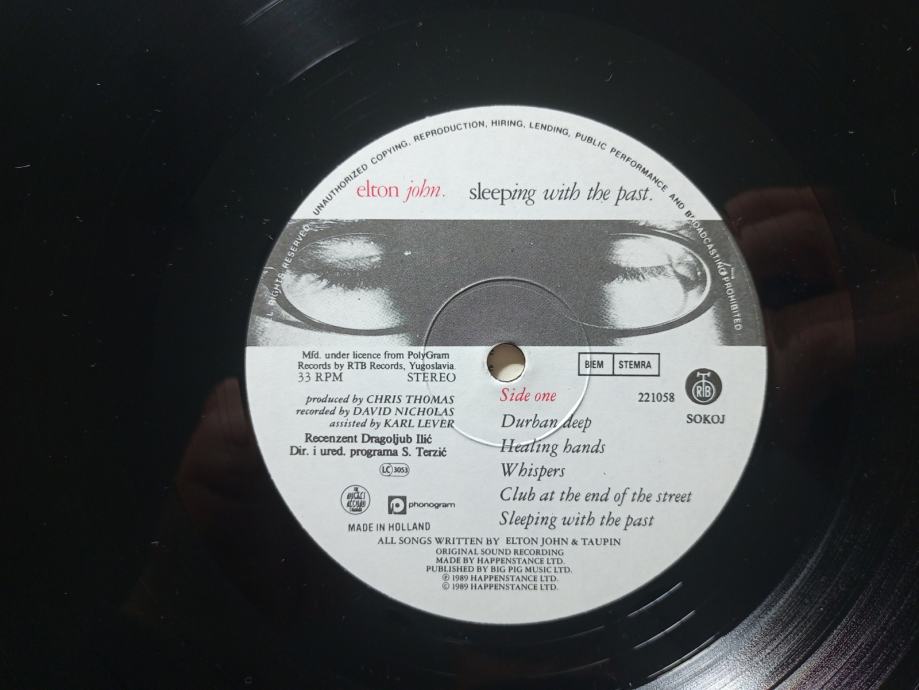 ALL RIGHTS RESERVED. UNAUTHORIZED COPYING, REPRODUCTION, HIRING, LENDING, PUBLIC PERFORMANCE AND BROADCASTING PROHIBITED
elton john. sleeping with the past.
Mfd. under licence from PolyGram
Records by RTB Records, Yugoslavia.
33 RPM STEREO
produced by CHRIS THOMAS
recorded by DAVID NICHOLAS
assisted by KARL LEVER
Recenzent Dragoljub Ilić
Dir. i ured. programa S. Terzić
LC 3053
THE ROCKET RECORD COMPANY
phonogram
MADE IN HOLLAND
BIEM STEMRA
221058
RTB
SOKOJ
Side one
Durban deep
Healing hands
Whispers
Club at the end of the street
Sleeping with the past
ALL SONGS WRITTEN BY ELTON JOHN & TAUPIN
ORIGINAL SOUND RECORDING
MADE BY HAPPENSTANCE LTD.
PUBLISHED BY BIG PIG MUSIC LTD.
℗ 1989 HAPPENSTANCE LTD.
© 1989 HAPPENSTANCE LTD.